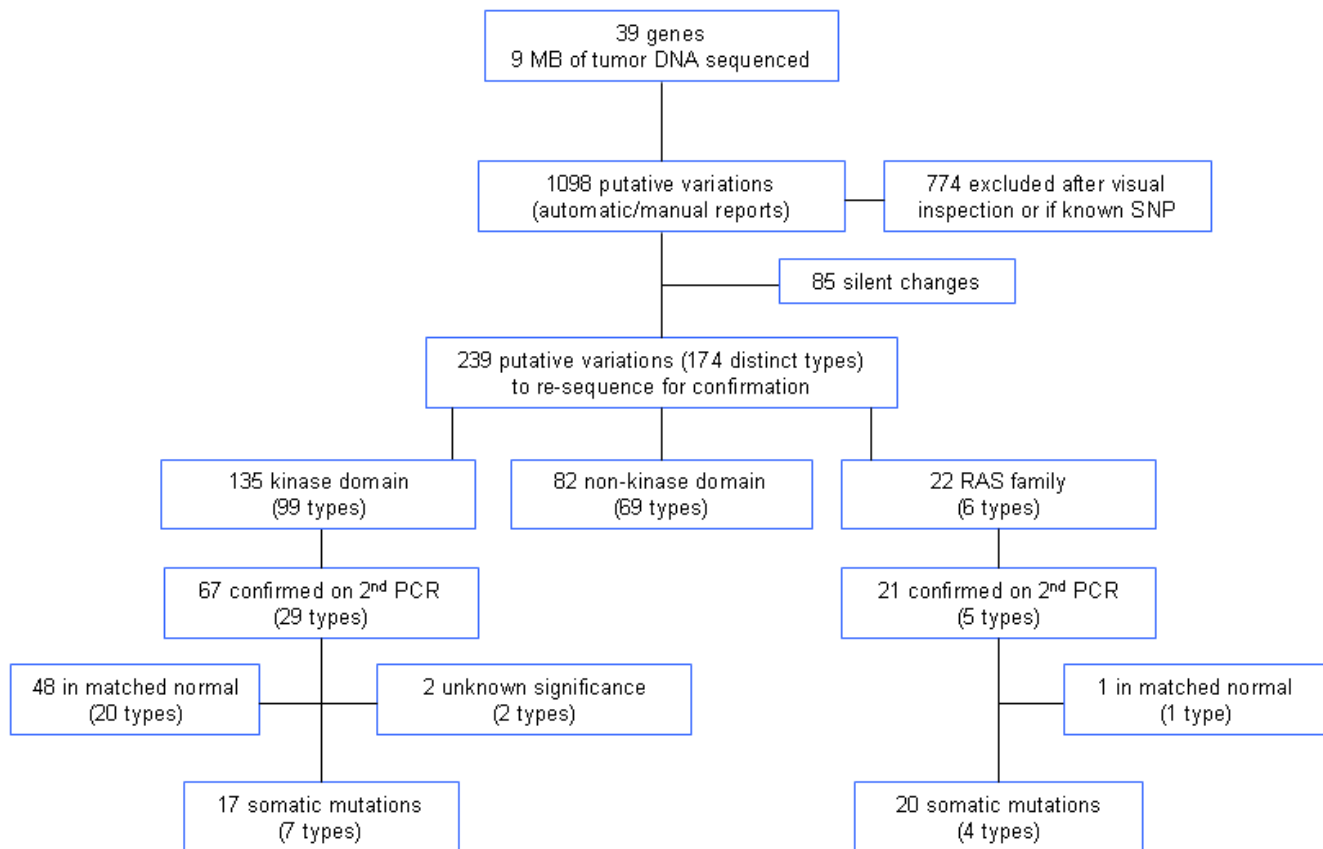 39 genes
9 MB of tumor DNA sequenced
1098 putative variations
(automatic/manual reports)
774 excluded after visual
inspection or if known SNP
85 silent changes
239 putative variations (174 distinct types)
to re-sequence for confirmation
135 kinase domain
(99 types)
82 non-kinase domain
(69 types)
22 RAS family
(6 types)
67 confirmed on 2nd PCR
(29 types)
21 confirmed on 2nd PCR
(5 types)
48 in matched normal
(20 types)
2 unknown significance
(2 types)
1 in matched normal
(1 type)
17 somatic mutations
(7 types)
20 somatic mutations
(4 types)